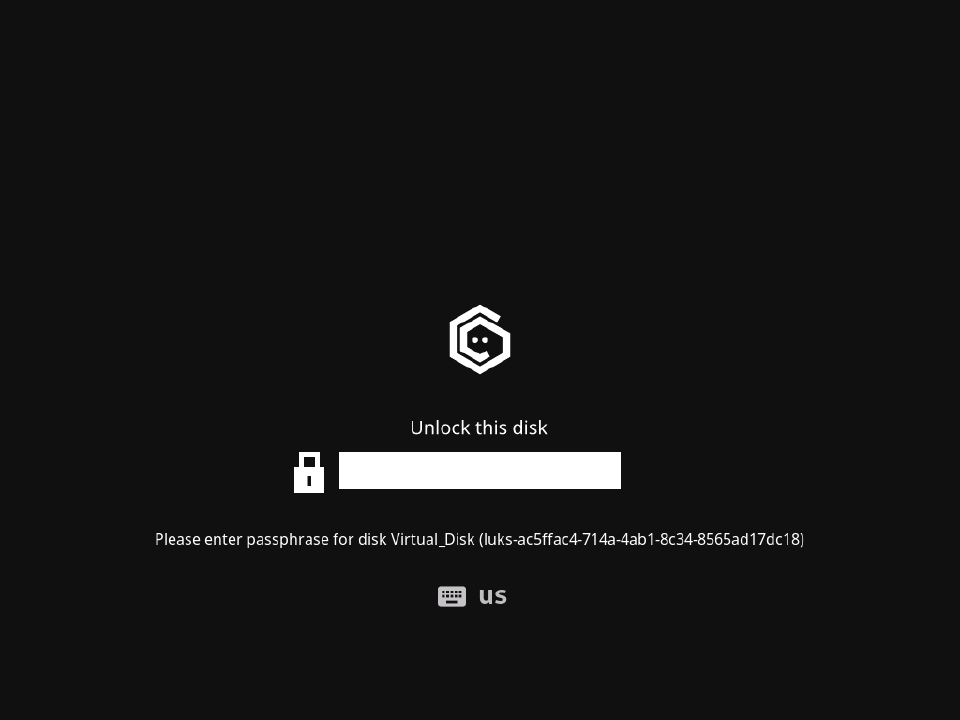 Unlock this disk
Please enter passphrase for disk Virtual_Disk (luks-ac5ffac4-714a-4ab1-8c34-8565ad17dc18)
us